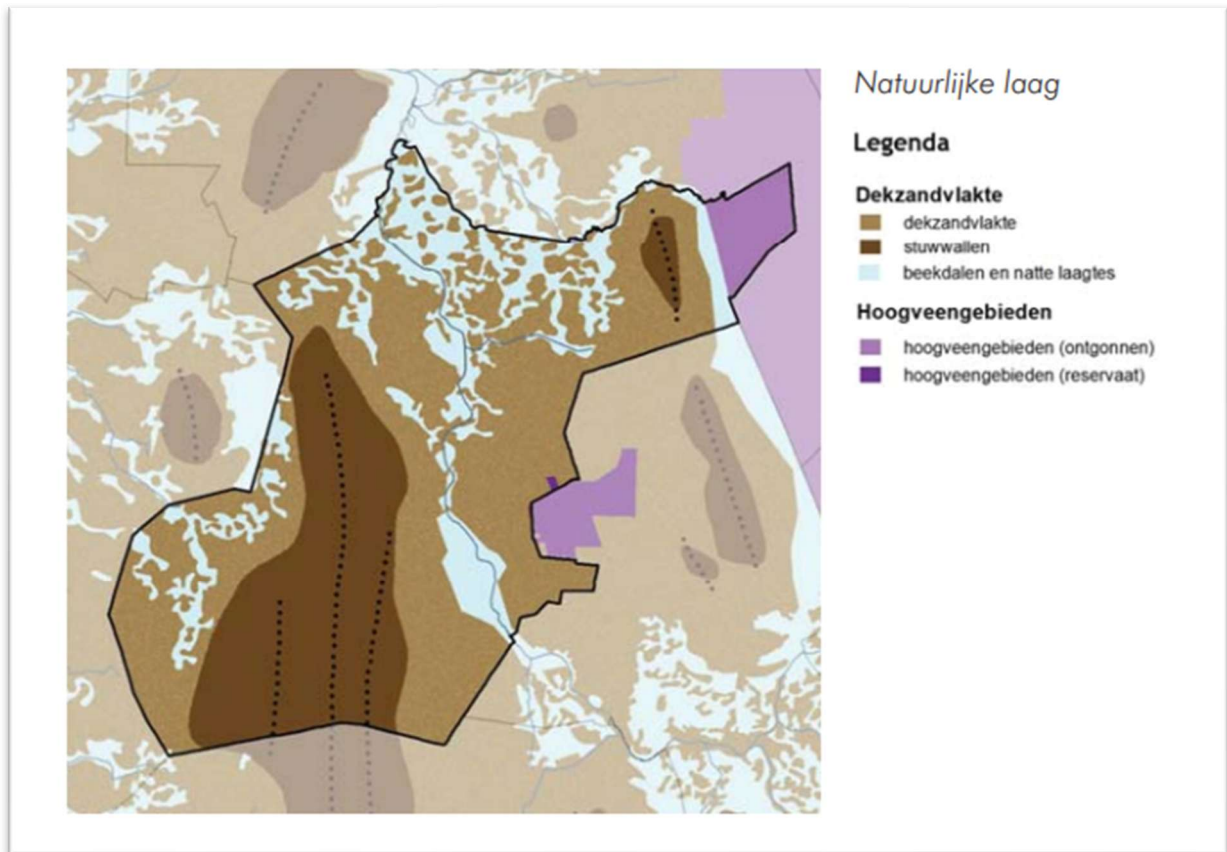 Natuurlijke laag
Legenda
Dekzandvlakte
dekzandvlakte
stuwwallen
beekdalen en natte laagtes
Hoogveengebieden
hoogveengebieden (ontgonnen)
hoogveengebieden (reservaat)